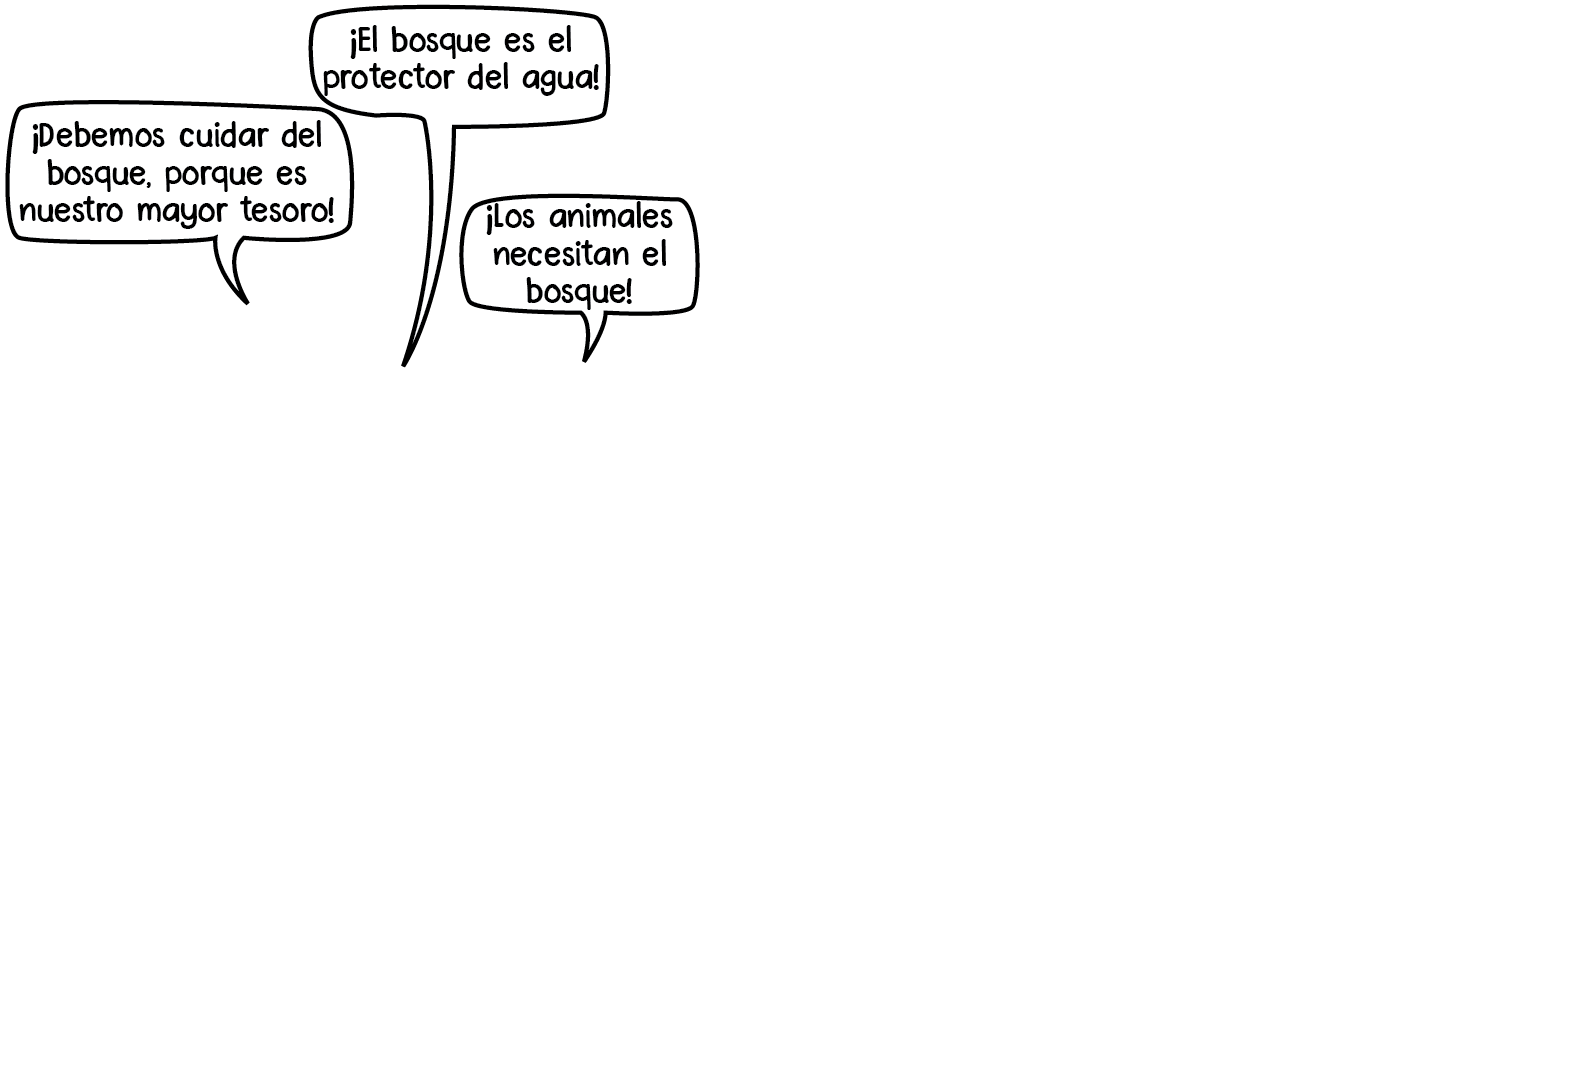 ¡El bosque es el
protector del agua!
¡Debemos cuidar del
bosque, porque es
nuestro mayor tesoro!
¡Los animales
necesitan el
bosque!